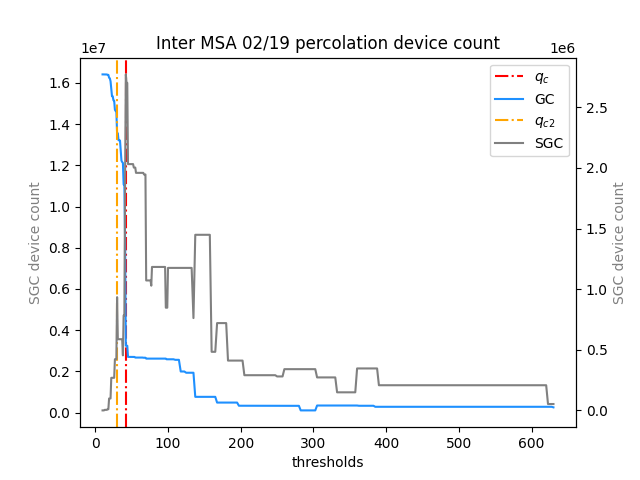 Inter MSA 02/19 percolation device count
1e7
1e6
1.6
1.4
1.2
1.0
0.8
0.6
0.4
0.2
0.0
SGC device count
q_c
GC
q_{c2}
SGC
2.5
2.0
1.5
1.0
0.5
0.0
SGC device count
0 100 200 300 400 500 600
thresholds